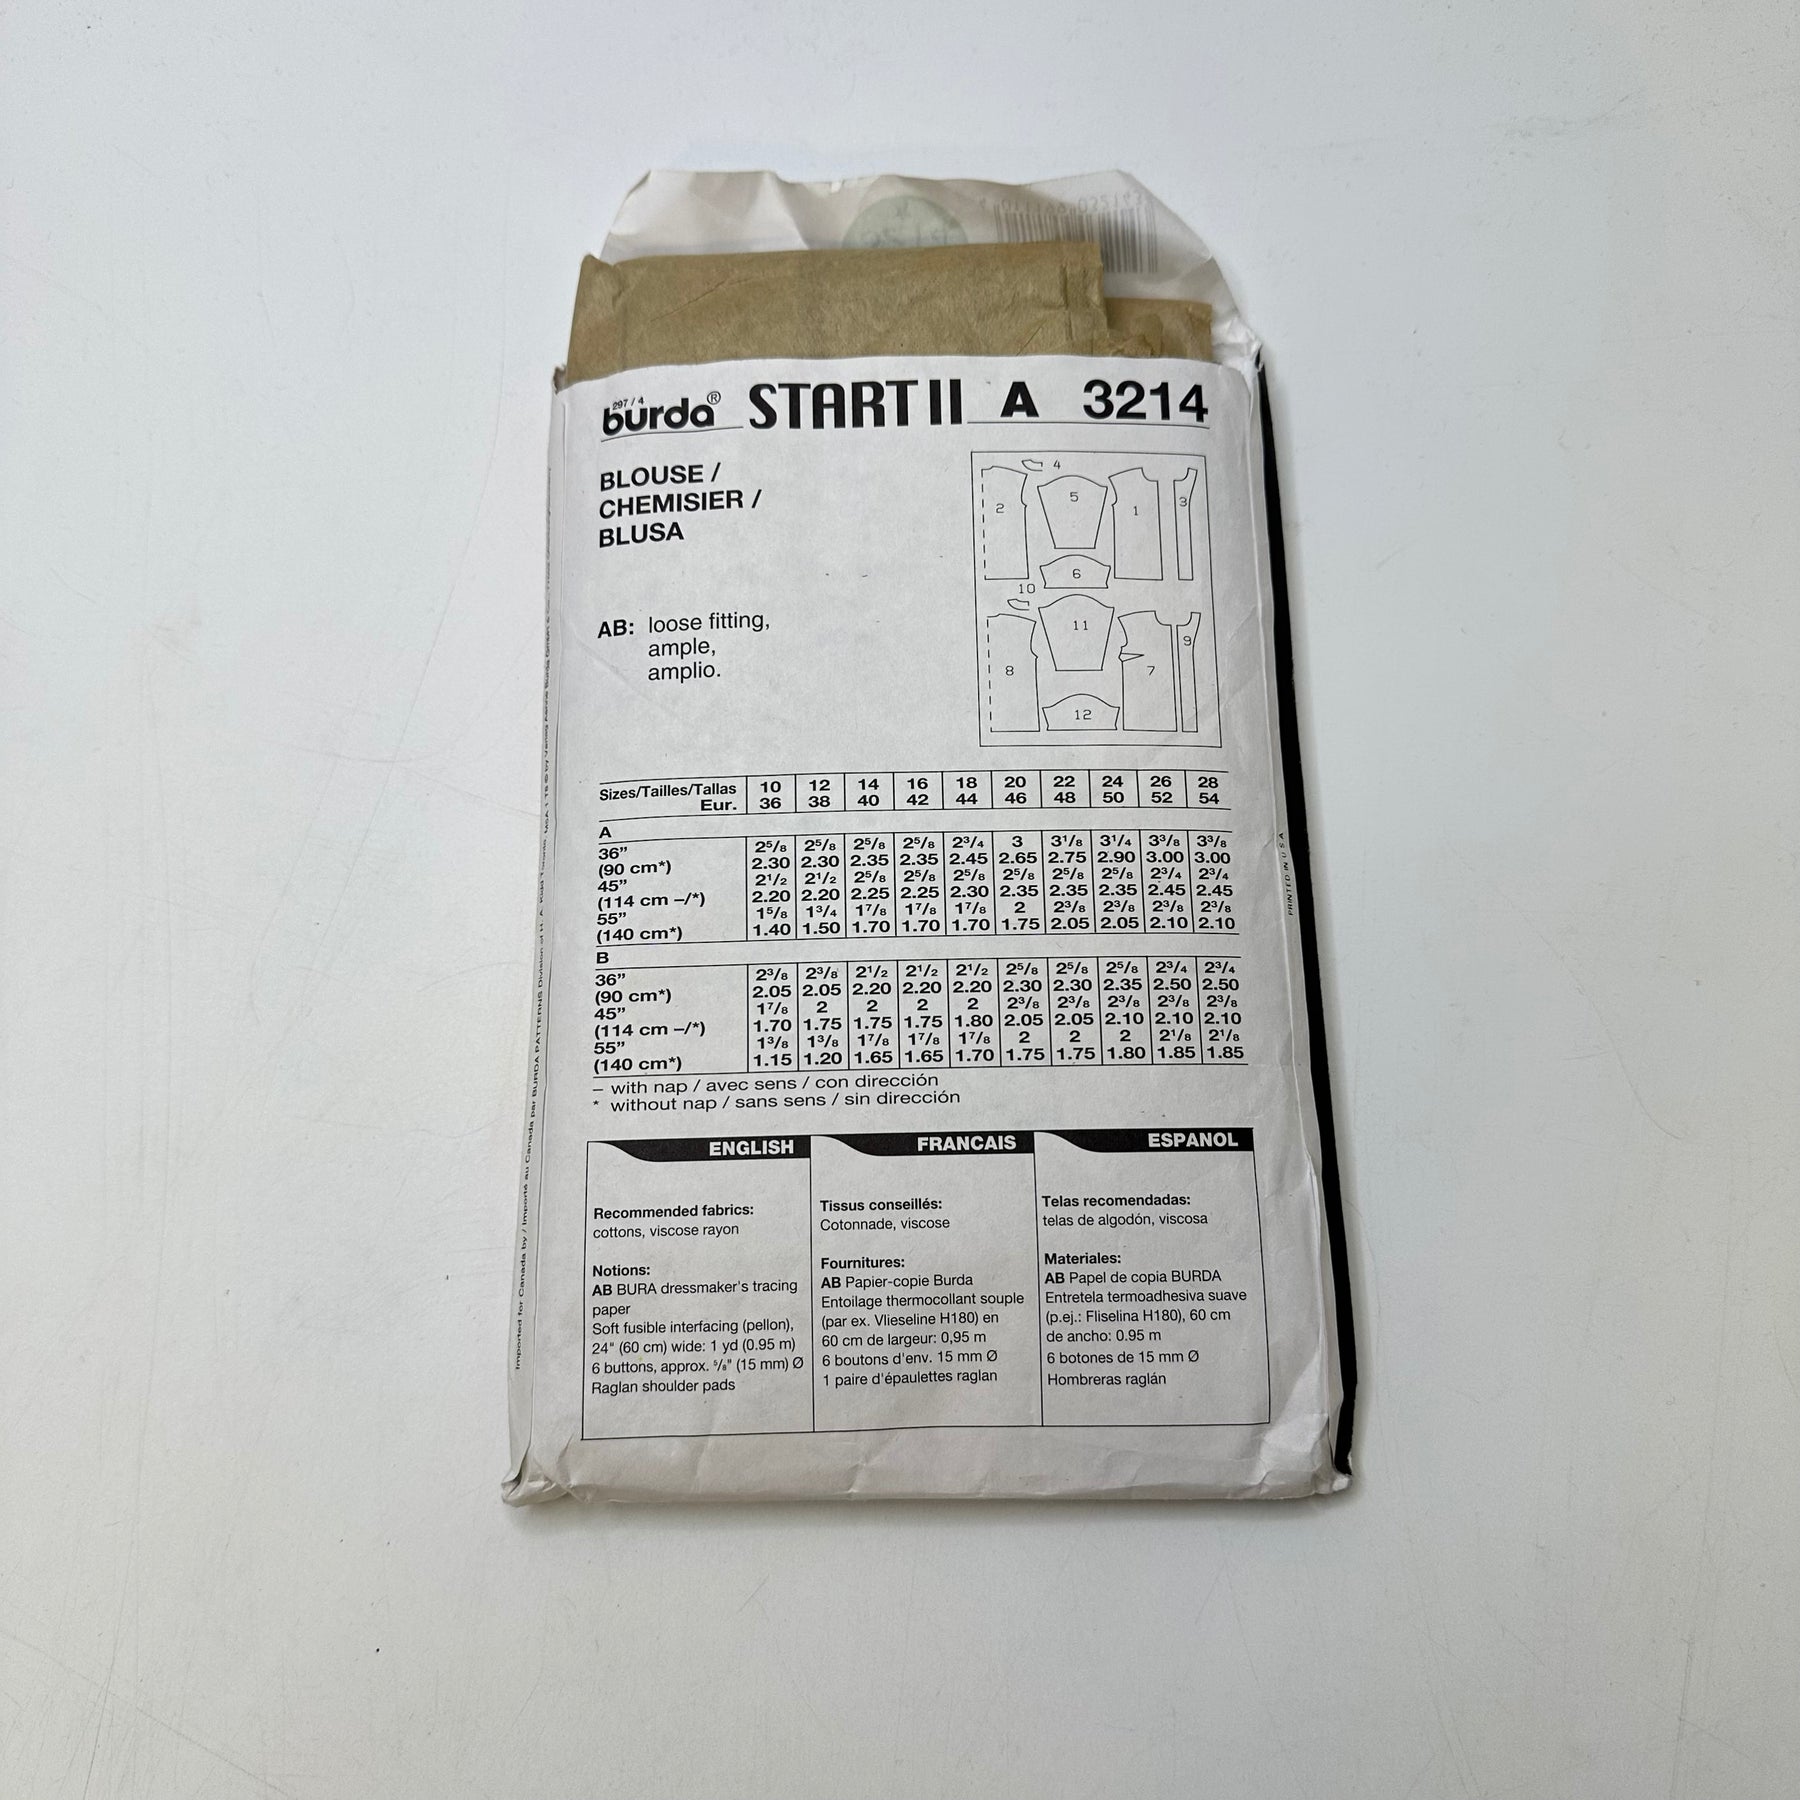 297/4
burda® START II A 3214
BLOUSE /
CHEMISIER /
BLUSA
AB: loose fitting,
ample,
amplio.
4
2
5
1
3
6
10
11
9
8
7
12
Sizes/Tailles/Tallas 10 12 14 16 18 20 22 24 26 28
Eur. 36 38 40 42 44 46 48 50 52 54
A
36” 2⁵/₈ 2⁵/₈ 2⁵/₈ 2⁵/₈ 2³/₄ 3 3¹/₈ 3¹/₄ 3³/₈ 3³/₈
(90 cm*) 2.30 2.30 2.35 2.35 2.45 2.65 2.75 2.90 3.00 3.00
45” 2¹/₂ 2¹/₂ 2⁵/₈ 2⁵/₈ 2⁵/₈ 2⁵/₈ 2⁵/₈ 2⁵/₈ 2³/₄ 2³/₄
(114 cm –/*) 2.20 2.20 2.25 2.25 2.30 2.35 2.35 2.35 2.45 2.45
55” 1⁵/₈ 1³/₄ 1⁷/₈ 1⁷/₈ 1⁷/₈ 2 2³/₈ 2³/₈ 2³/₈ 2³/₈
(140 cm*) 1.40 1.50 1.70 1.70 1.70 1.75 2.05 2.05 2.10 2.10
B
36” 2³/₈ 2³/₈ 2¹/₂ 2¹/₂ 2¹/₂ 2⁵/₈ 2⁵/₈ 2⁵/₈ 2³/₄ 2³/₄
(90 cm*) 2.05 2.05 2.20 2.20 2.20 2.30 2.30 2.35 2.50 2.50
45” 1⁷/₈ 2 2 2 2 2³/₈ 2³/₈ 2³/₈ 2³/₈ 2³/₈
(114 cm –/*) 1.70 1.75 1.75 1.75 1.80 2.05 2.05 2.10 2.10 2.10
55” 1³/₈ 1³/₈ 1⁷/₈ 1⁷/₈ 1⁷/₈ 2 2 2 2¹/₈ 2¹/₈
(140 cm*) 1.15 1.20 1.65 1.65 1.70 1.75 1.75 1.80 1.85 1.85
– with nap / avec sens / con dirección
* without nap / sans sens / sin dirección
ENGLISH
Recommended fabrics:
cottons, viscose rayon
Notions:
AB BURA dressmaker's tracing
paper
Soft fusible interfacing (pellon),
24" (60 cm) wide: 1 yd (0.95 m)
6 buttons, approx. ⁵/₈" (15 mm) Ø
Raglan shoulder pads
FRANCAIS
Tissus conseillés:
Cotonnade, viscose
Fournitures:
AB Papier-copie Burda
Entoilage thermocollant souple
(par ex. Vlieseline H180) en
60 cm de largeur: 0,95 m
6 boutons d'env. 15 mm Ø
1 paire d'épaulettes raglan
ESPANOL
Telas recomendadas:
telas de algodón, viscosa
Materiales:
AB Papel de copia BURDA
Entretela termoadhesiva suave
(p.ej.: Fliselina H180), 60 cm
de ancho: 0.95 m
6 botones de 15 mm Ø
Hombreras raglán
PRINTED IN U S A
Imported for Canada by / Importé au Canada par BURDA PATTERNS Division of H. A. Kidd Toronto